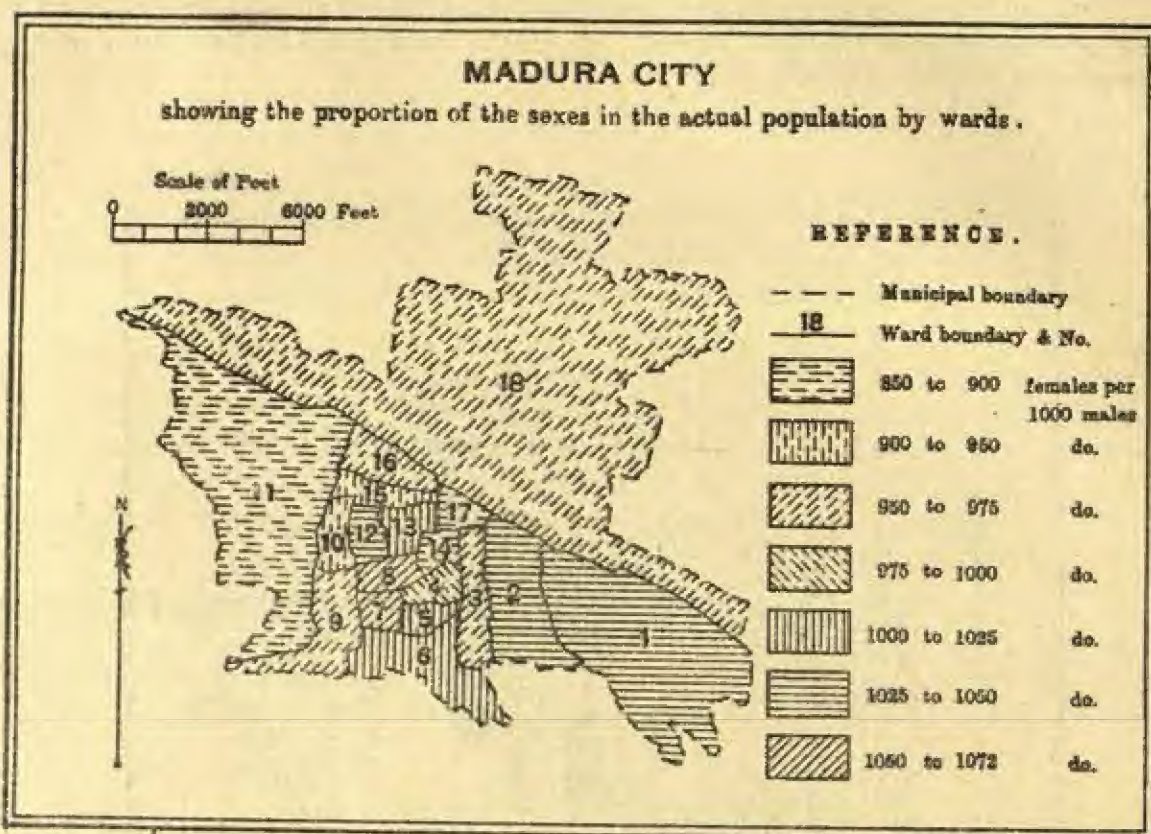 MADURA CITY
showing the proportion of the sexes in the actual population by wards.
Scale of Feet
0 3000 6000 Feet
REFERENCE.
Municipal boundary
18 Ward boundary & No.
850 to 900 females per
1000 males
900 to 950 do.
950 to 975 do.
975 to 1000 do.
1000 to 1025 do.
1025 to 1050 do.
1050 to 1072 do.
N
18
11
16
15
17
10
12
13
14
8
4
9
7
5
3
2
1
6